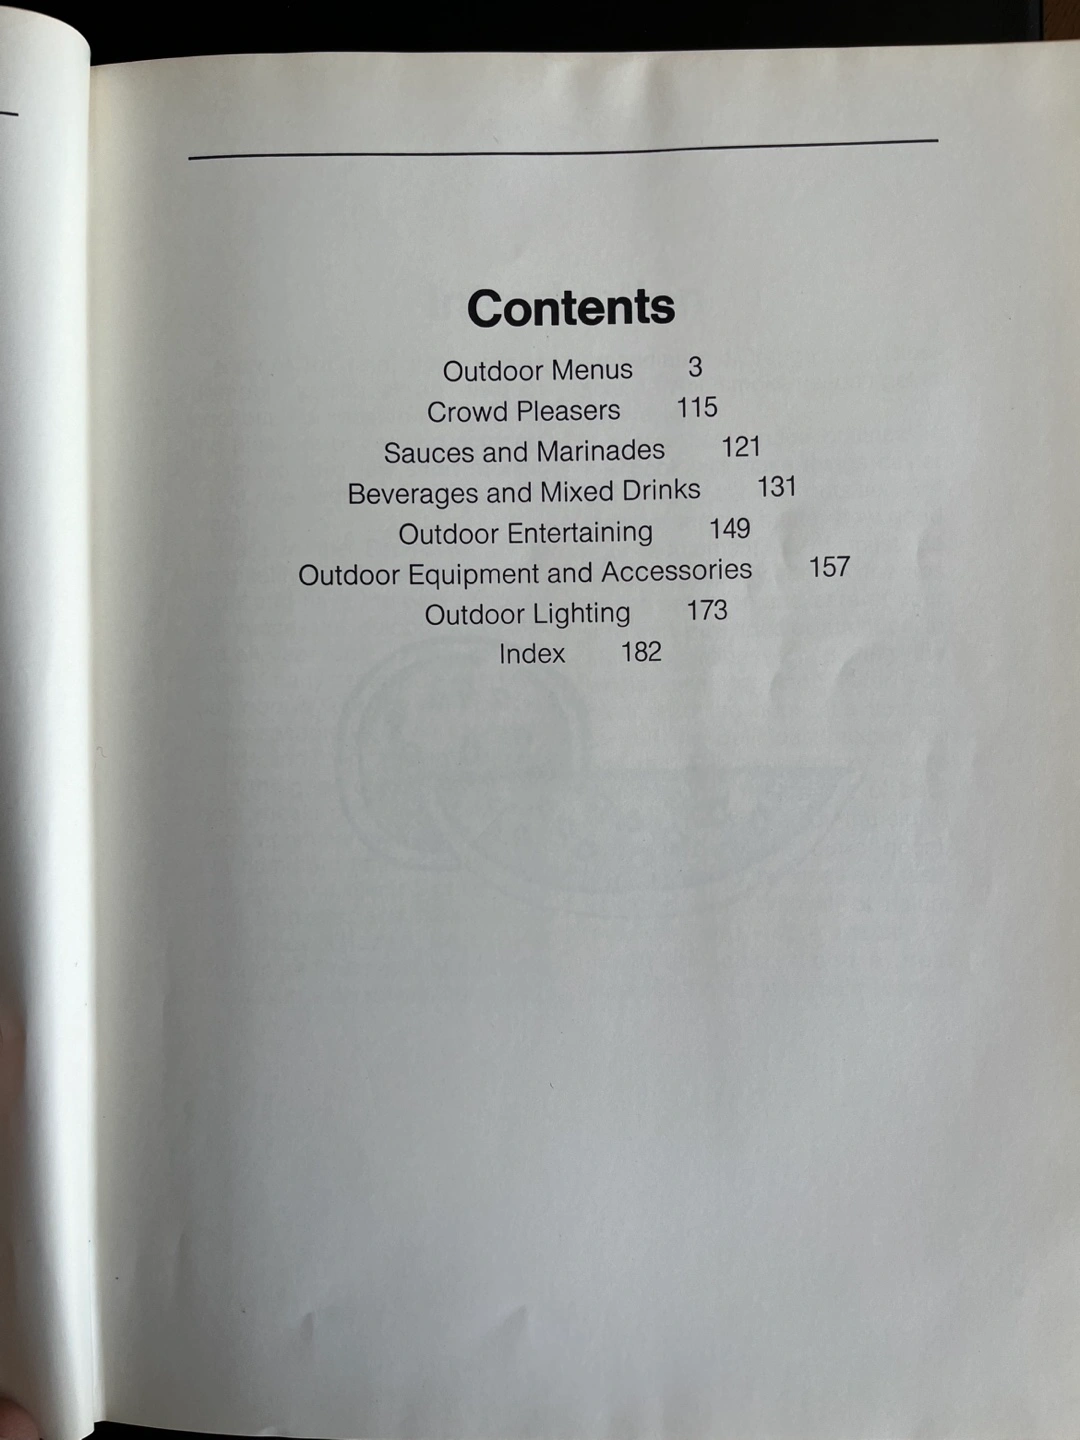 Contents
Outdoor Menus 3
Crowd Pleasers 115
Sauces and Marinades 121
Beverages and Mixed Drinks 131
Outdoor Entertaining 149
Outdoor Equipment and Accessories 157
Outdoor Lighting 173
Index 182